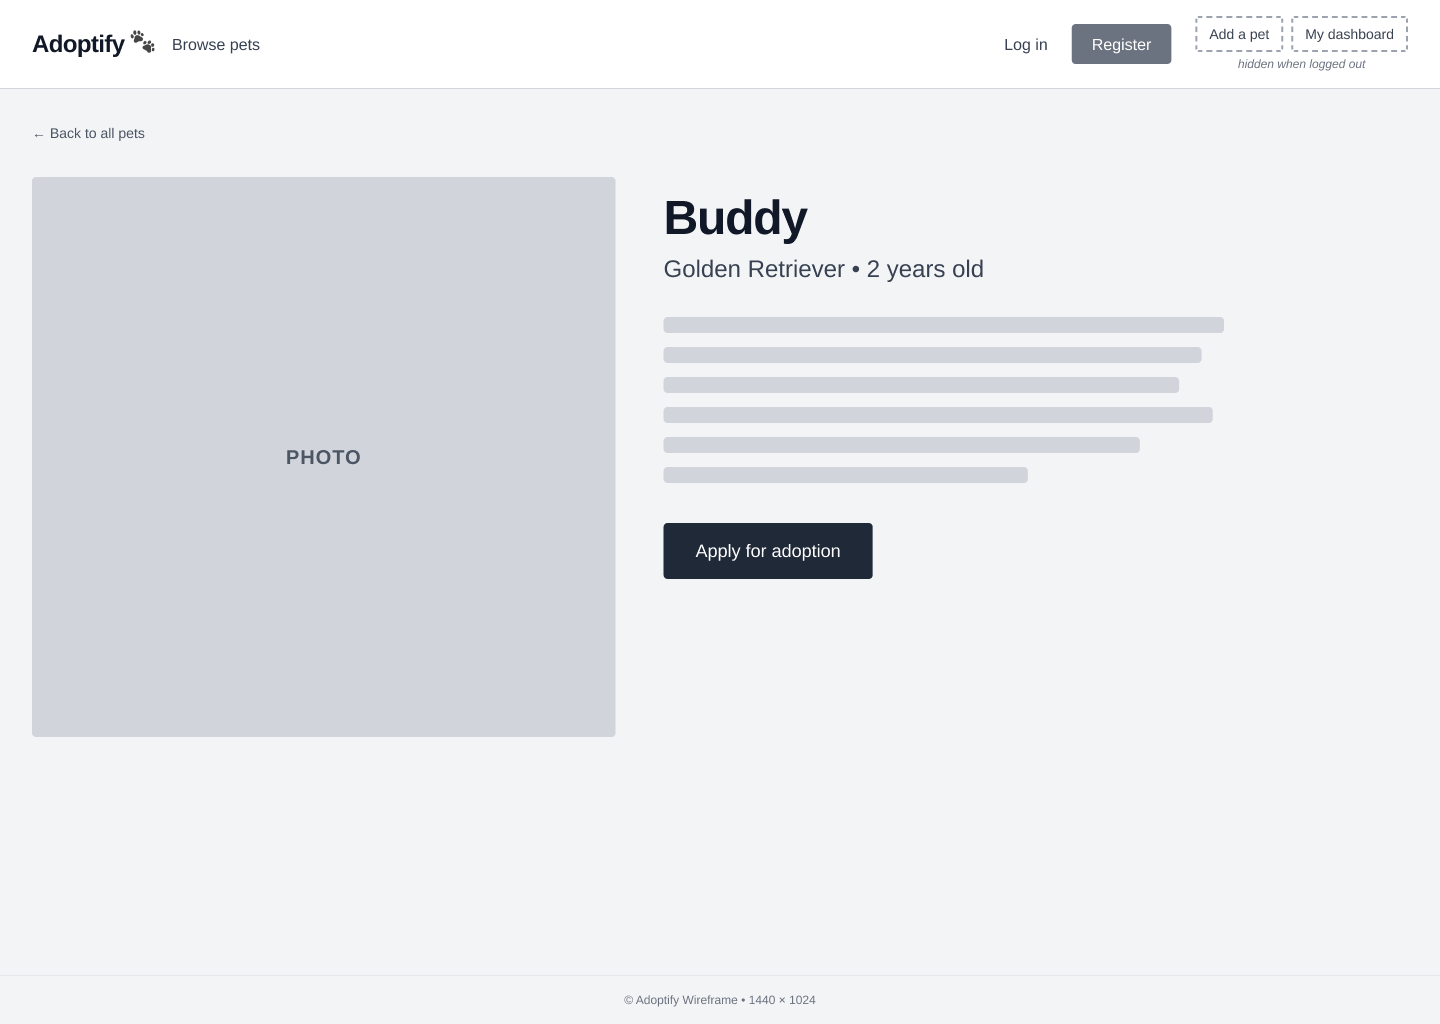 Adoptify 🐾 Browse pets Log in Register Add a pet My dashboard
hidden when logged out
← Back to all pets
PHOTO
Buddy
Golden Retriever • 2 years old
Apply for adoption
© Adoptify Wireframe • 1440 × 1024